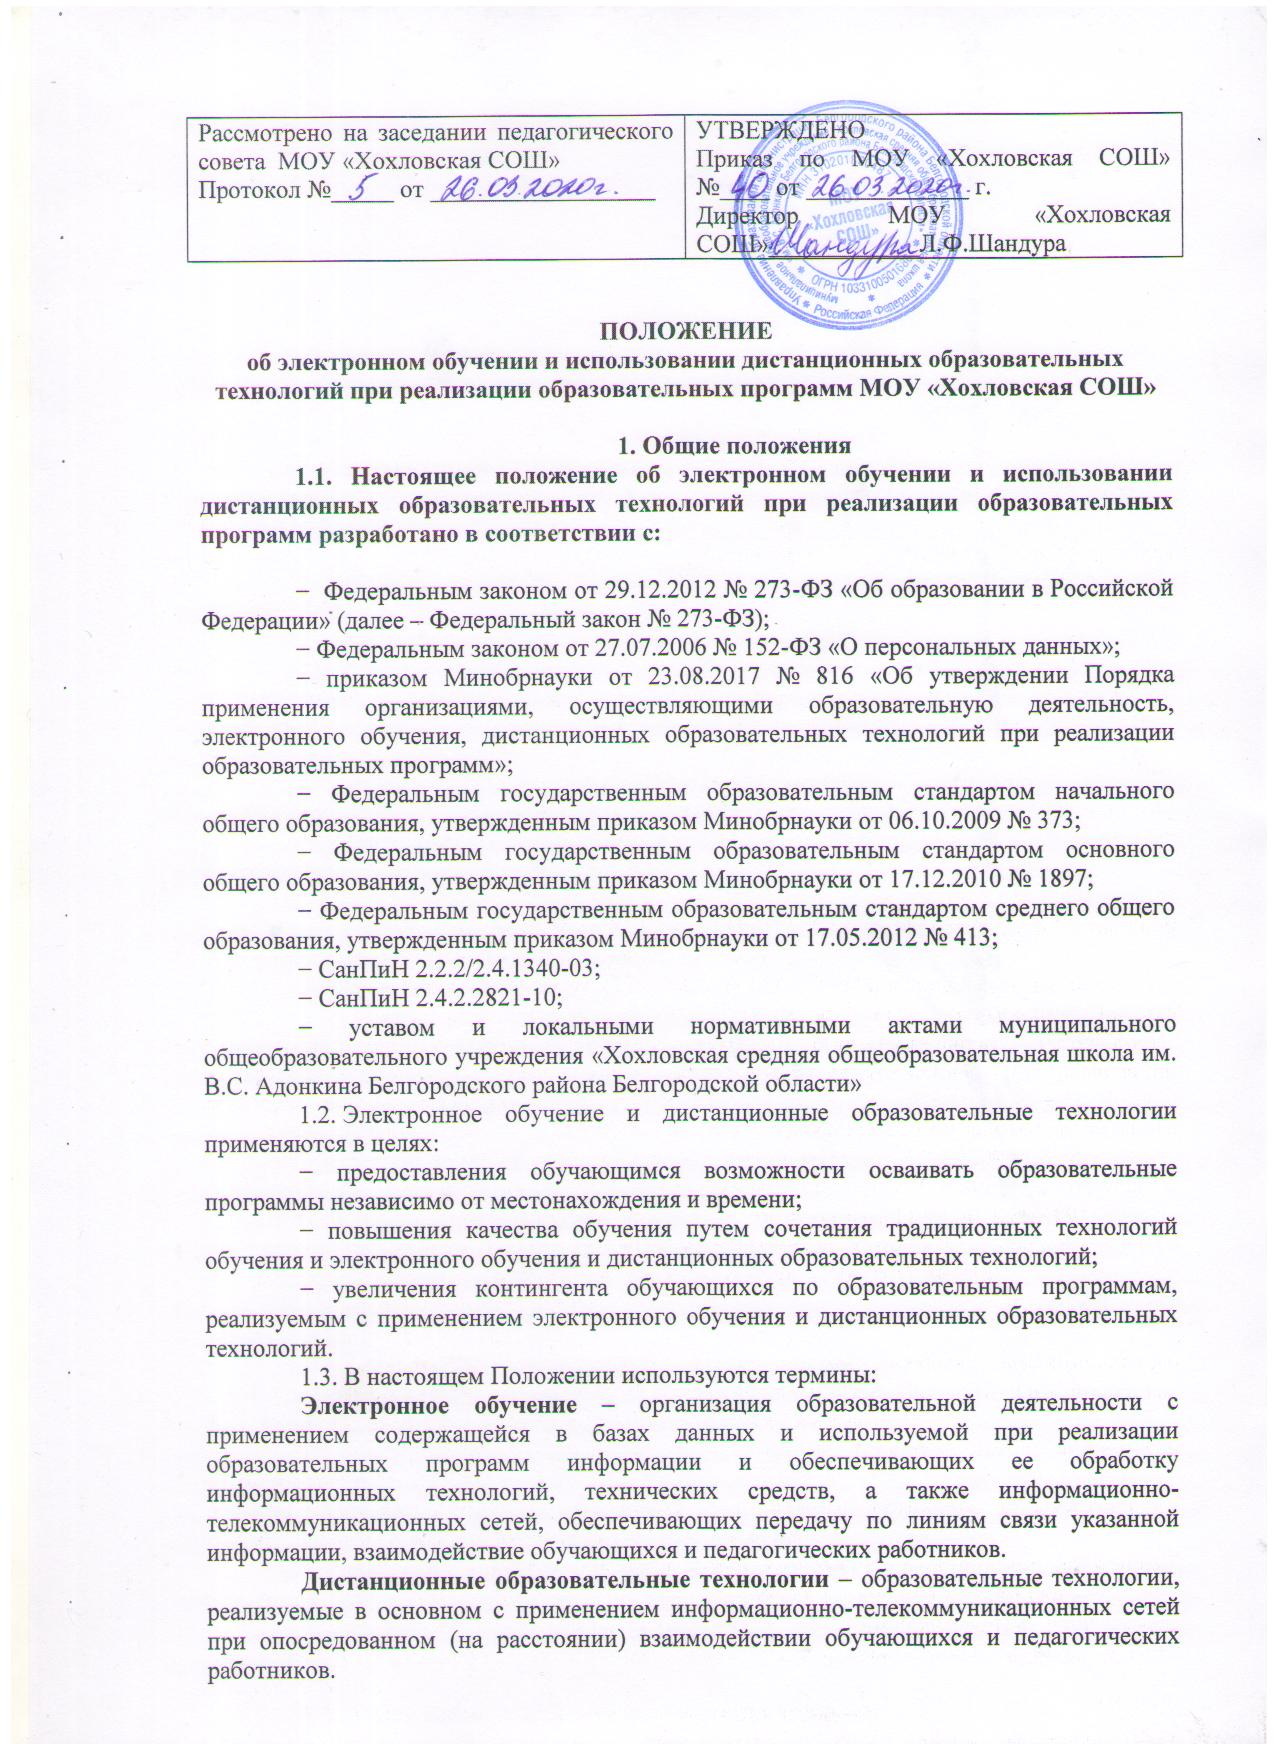 Рассмотрено на заседании педагогического
совета МОУ «Хохловская СОШ»
Протокол № 5 от 26.03.2020г.
УТВЕРЖДЕНО
Приказ по МОУ «Хохловская СОШ»
№ 40 от 26.03.2020г. г.
Директор МОУ «Хохловская
СОШ» Шандура Л.Ф.Шандура
МОУ
«Хохловская
СОШ»
Российская Федерация
ПОЛОЖЕНИЕ
об электронном обучении и использовании дистанционных образовательных
технологий при реализации образовательных программ МОУ «Хохловская СОШ»
1. Общие положения
1.1. Настоящее положение об электронном обучении и использовании
дистанционных образовательных технологий при реализации образовательных
программ разработано в соответствии с:
− Федеральным законом от 29.12.2012 № 273-ФЗ «Об образовании в Российской
Федерации» (далее – Федеральный закон № 273-ФЗ);
− Федеральным законом от 27.07.2006 № 152-ФЗ «О персональных данных»;
− приказом Минобрнауки от 23.08.2017 № 816 «Об утверждении Порядка
применения организациями, осуществляющими образовательную деятельность,
электронного обучения, дистанционных образовательных технологий при реализации
образовательных программ»;
− Федеральным государственным образовательным стандартом начального
общего образования, утвержденным приказом Минобрнауки от 06.10.2009 № 373;
− Федеральным государственным образовательным стандартом основного
общего образования, утвержденным приказом Минобрнауки от 17.12.2010 № 1897;
− Федеральным государственным образовательным стандартом среднего общего
образования, утвержденным приказом Минобрнауки от 17.05.2012 № 413;
− СанПиН 2.2.2/2.4.1340-03;
− СанПиН 2.4.2.2821-10;
− уставом и локальными нормативными актами муниципального
общеобразовательного учреждения «Хохловская средняя общеобразовательная школа им.
В.С. Адонкина Белгородского района Белгородской области»
1.2. Электронное обучение и дистанционные образовательные технологии
применяются в целях:
− предоставления обучающимся возможности осваивать образовательные
программы независимо от местонахождения и времени;
− повышения качества обучения путем сочетания традиционных технологий
обучения и электронного обучения и дистанционных образовательных технологий;
− увеличения контингента обучающихся по образовательным программам,
реализуемым с применением электронного обучения и дистанционных образовательных
технологий.
1.3. В настоящем Положении используются термины:
Электронное обучение – организация образовательной деятельности с
применением содержащейся в базах данных и используемой при реализации
образовательных программ информации и обеспечивающих ее обработку
информационных технологий, технических средств, а также информационно-
телекоммуникационных сетей, обеспечивающих передачу по линиям связи указанной
информации, взаимодействие обучающихся и педагогических работников.
Дистанционные образовательные технологии – образовательные технологии,
реализуемые в основном с применением информационно-телекоммуникационных сетей
при опосредованном (на расстоянии) взаимодействии обучающихся и педагогических
работников.